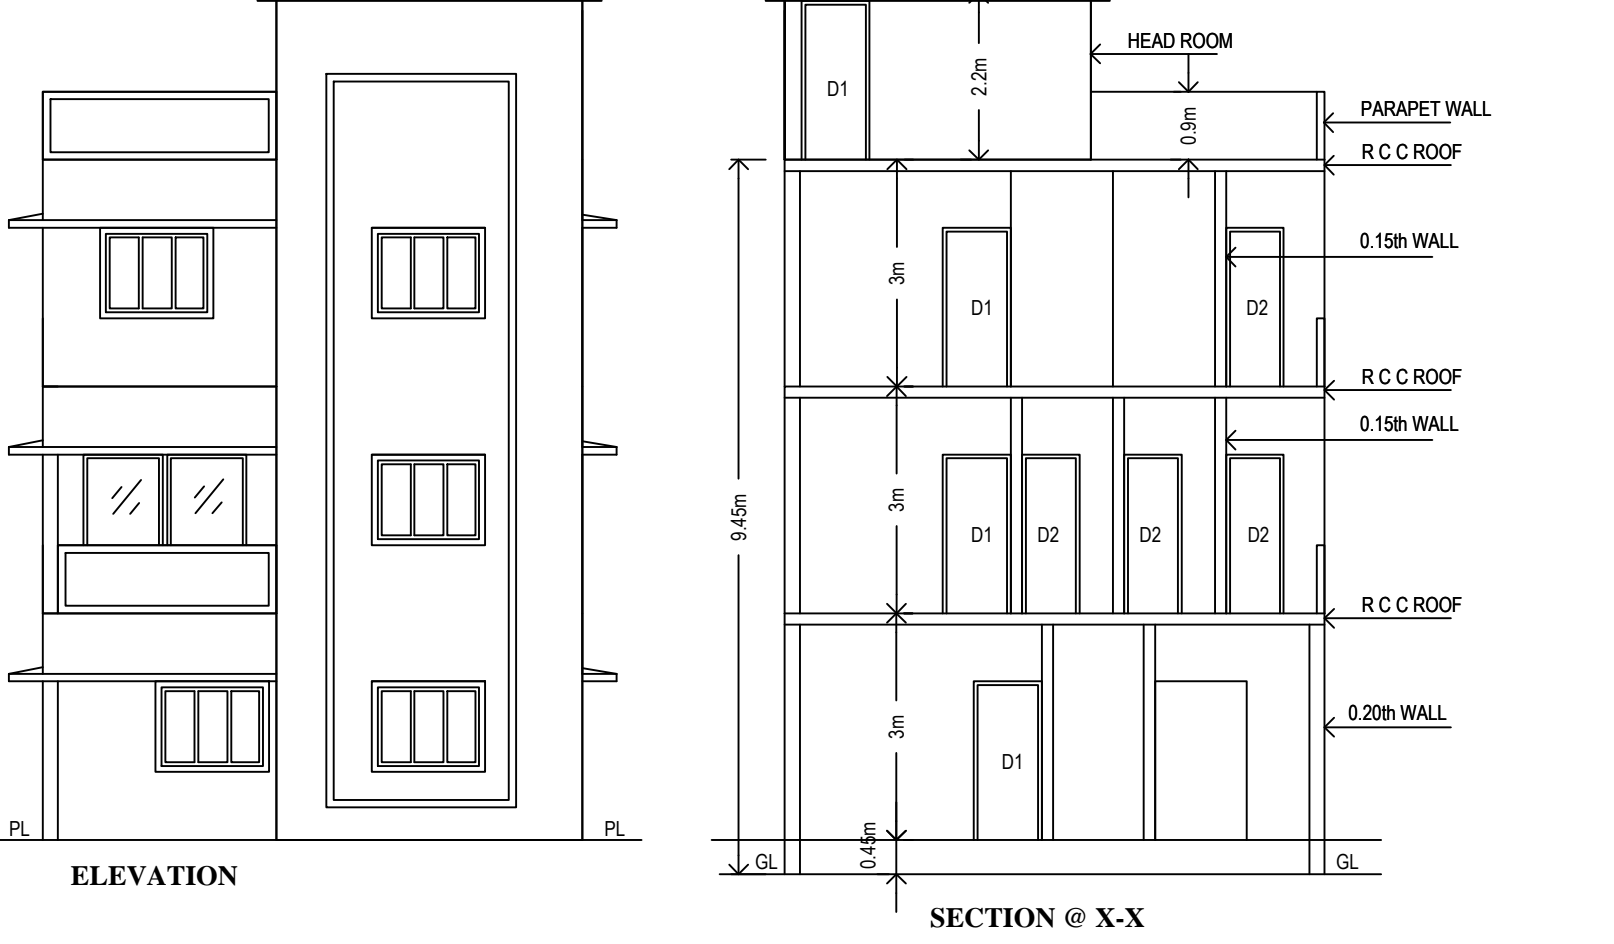 HEAD ROOM
2.2m
D1
0.9m
PARAPET WALL
R C C ROOF
0.15th WALL
3m
D1
D2
R C C ROOF
0.15th WALL
9.45m
3m
D1
D2
D2
D2
R C C ROOF
0.20th WALL
3m
D1
PL
PL
0.45m
GL
GL
ELEVATION
SECTION @ X-X